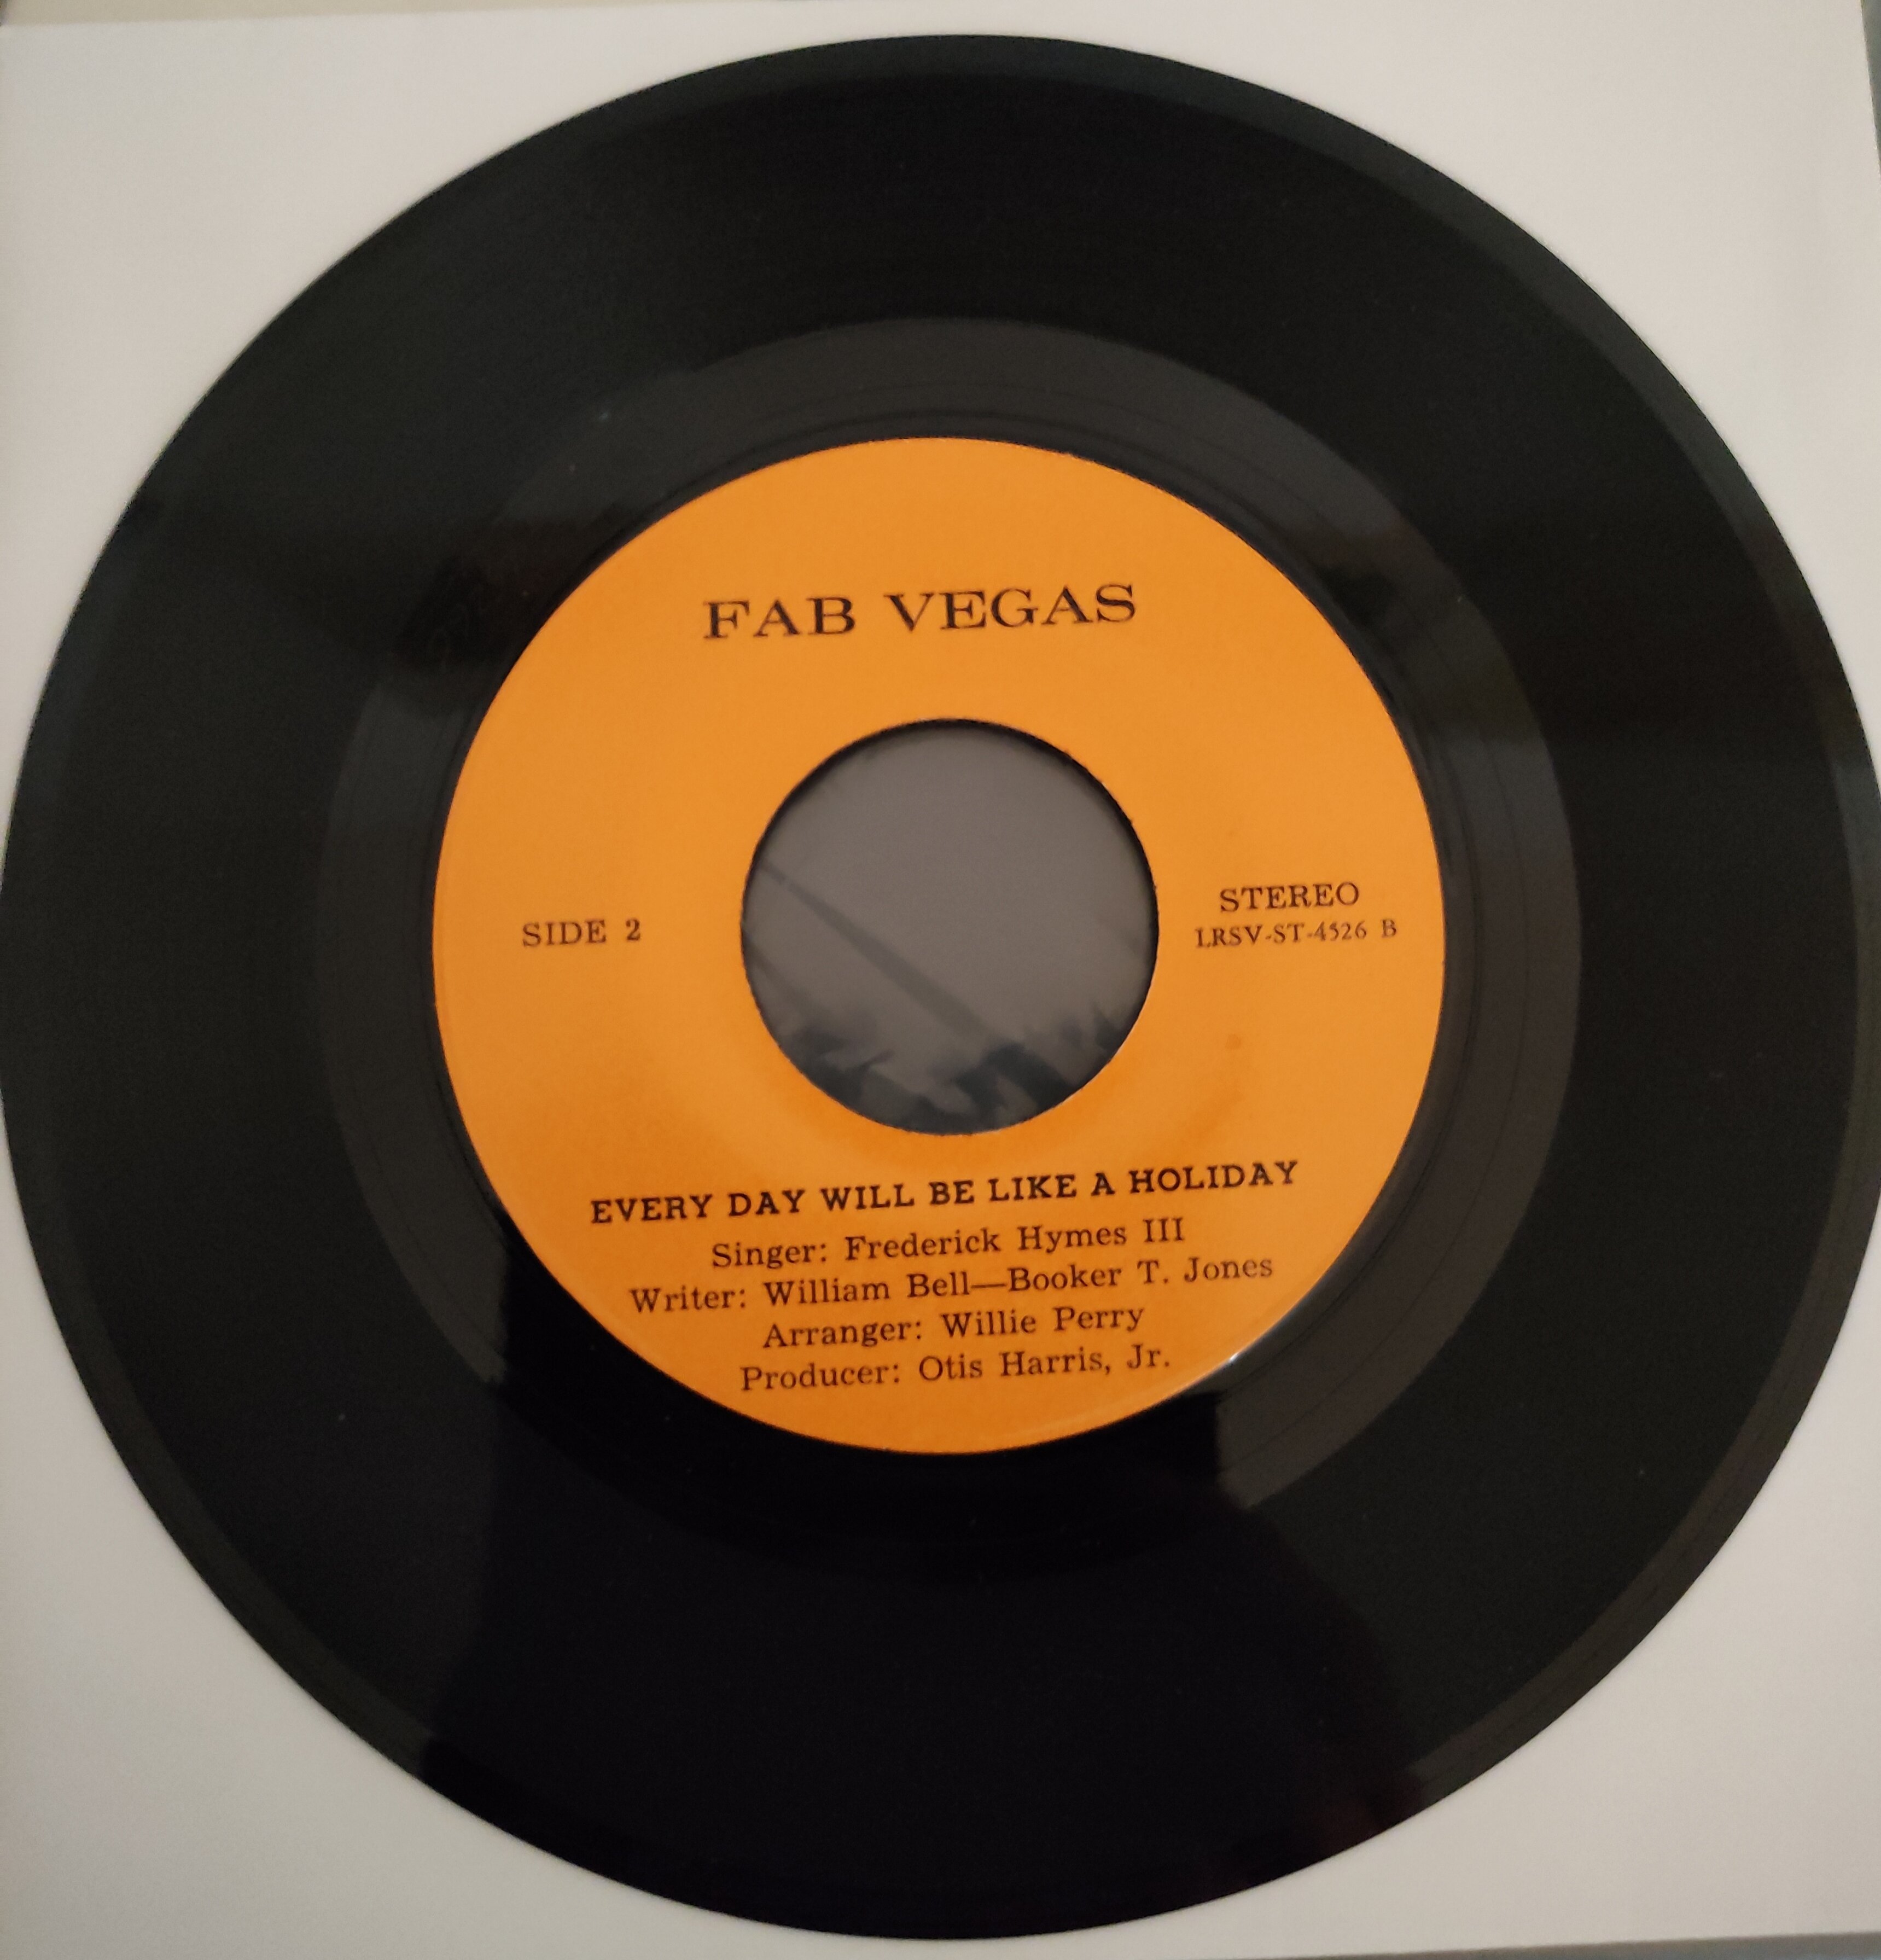 FAB VEGAS
SIDE 2
STEREO
LRSV-ST-4526 B
EVERY DAY WILL BE LIKE A HOLIDAY
Singer: Frederick Hymes III
Writer: William Bell—Booker T. Jones
Arranger: Willie Perry
Producer: Otis Harris, Jr.